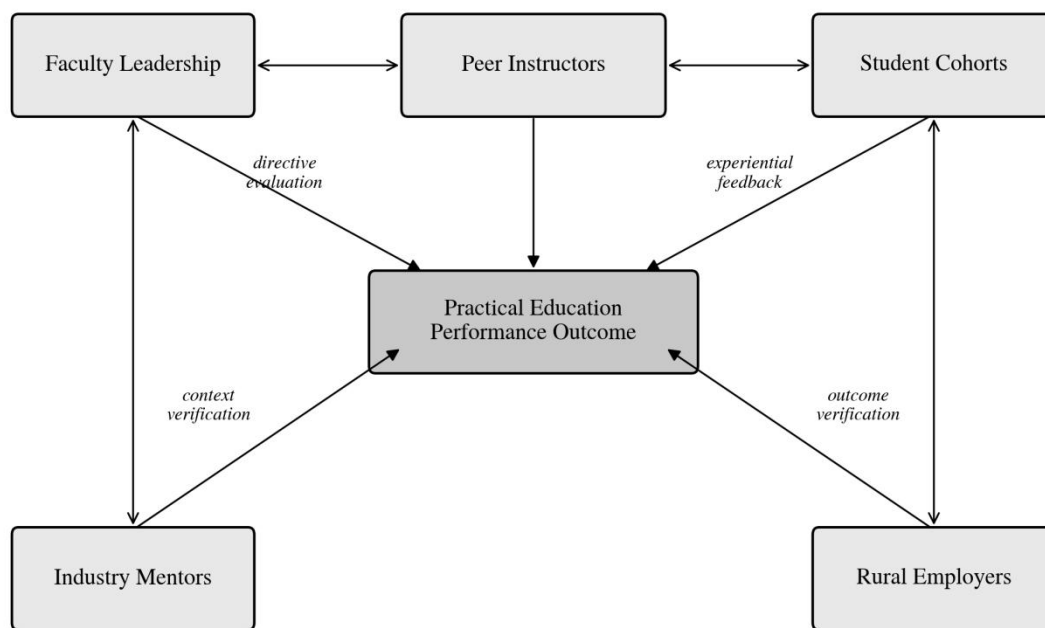 Faculty Leadership
Peer Instructors
Student Cohorts
directive
evaluation
experiential
feedback
Practical Education
Performance Outcome
context
verification
outcome
verification
Industry Mentors
Rural Employers